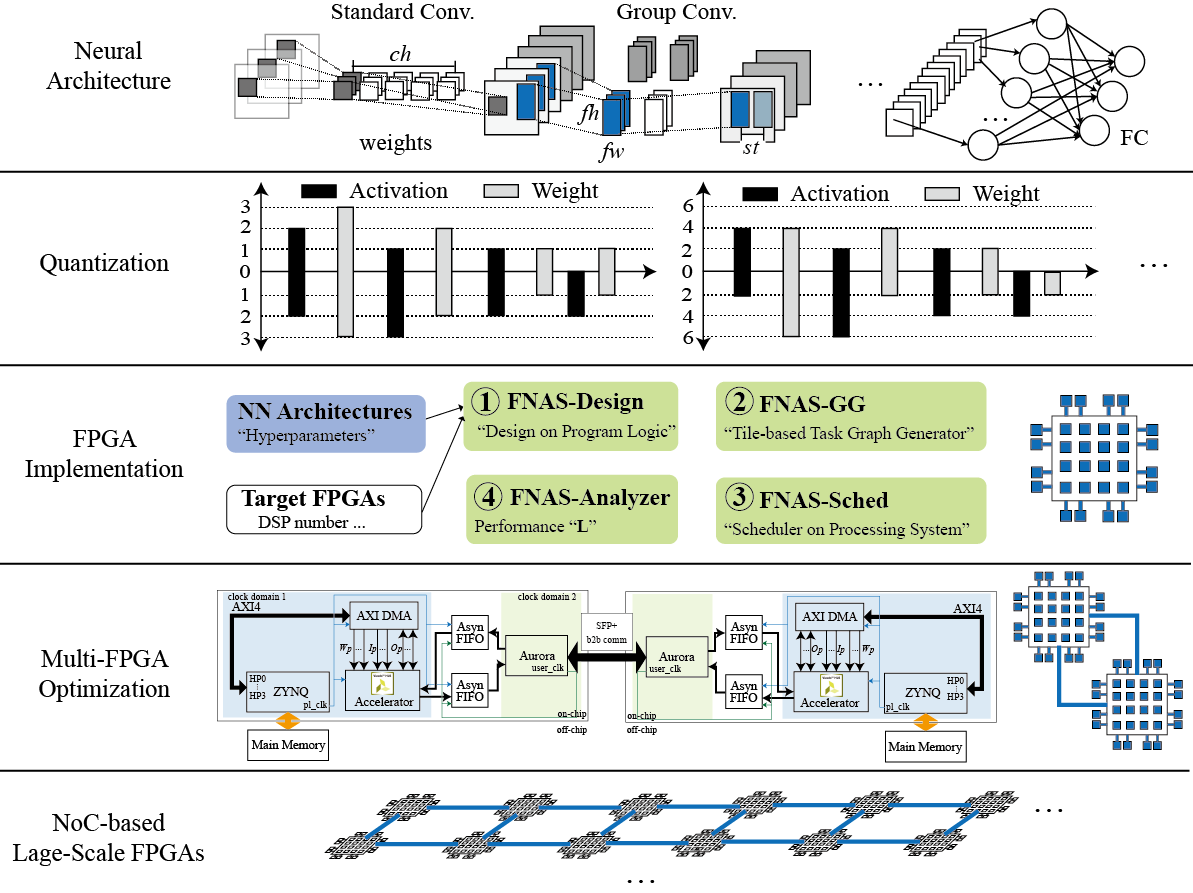 Standard Conv.
Group Conv.
Neural
Architecture
ch
weights
fh
fw
st
...
...
FC
Quantization
Activation
Weight
3
2
1
0
1
2
3
Activation
Weight
6
4
2
0
2
4
6
...
FPGA
Implementation
NN Architectures
“Hyperparameters”
Target FPGAs
DSP number ...
① FNAS-Design
“Design on Program Logic”
② FNAS-GG
“Tile-based Task Graph Generator”
④ FNAS-Analyzer
Performance “L”
③ FNAS-Sched
“Scheduler on Processing System”
Multi-FPGA
Optimization
clock domain 1
AXI4
AXI DMA
Wp ... Ip ... Op
HP0
HP3
ZYNQ
pl_clk
Accelerator
Main Memory
Asyn
FIFO
Asyn
FIFO
clock domain 2
Aurora
user_clk
on-chip
off-chip
SFP+
b2b comm
Aurora
user_clk
on-chip
off-chip
Asyn
FIFO
Asyn
FIFO
AXI DMA
... Op ... Ip ... Wp
AXI4
Accelerator
HP0
HP3
ZYNQ
pl_clk
Main Memory
NoC-based
Lage-Scale FPGAs
...
...